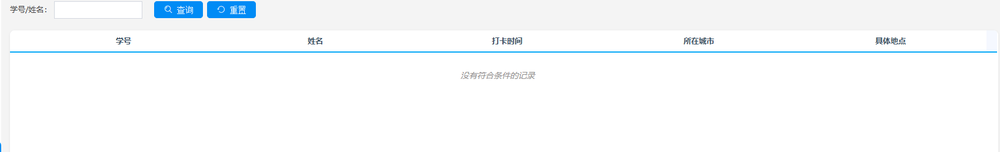 学号/姓名： 查询 重置
学号 姓名 打卡时间 所在城市 具体地点
没有符合条件的记录